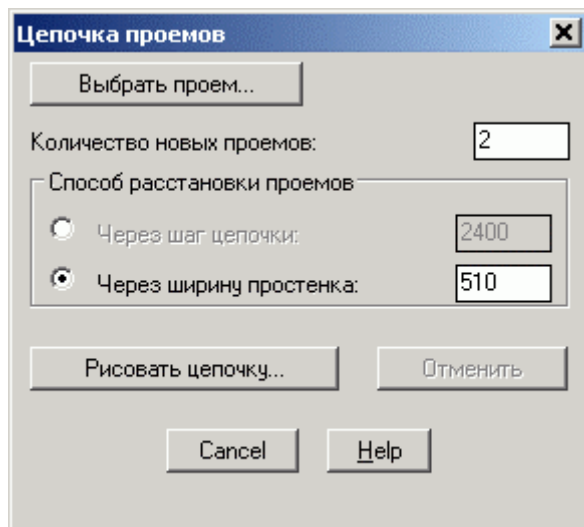 Цепочка проемов
Выбрать проем...
Количество новых проемов: 2
Способ расстановки проемов
Через шаг цепочки: 2400
Через ширину простенка: 510
Рисовать цепочку... Отменить
Cancel Help